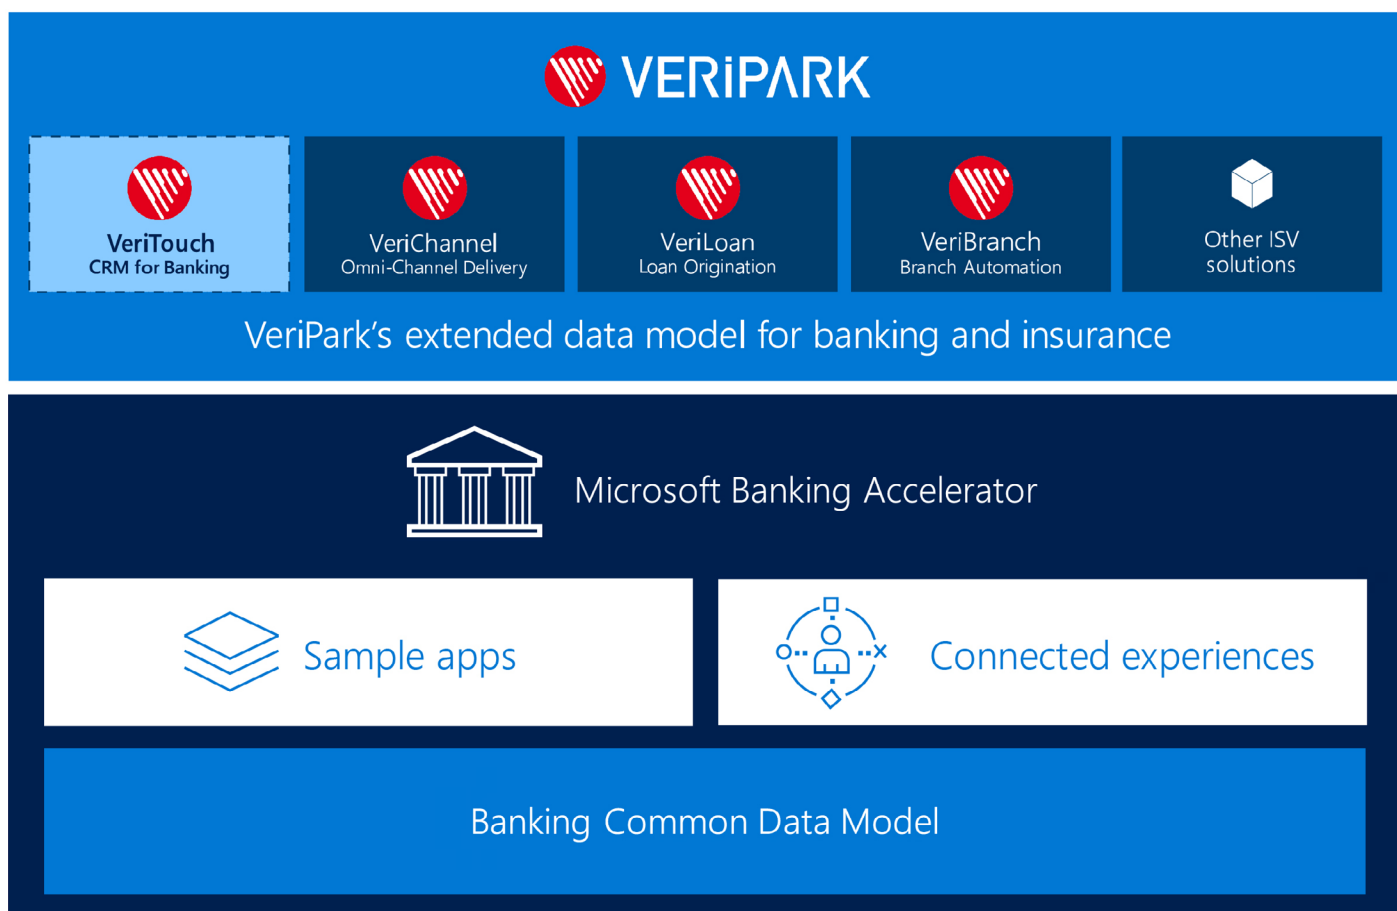 VERiPARK
VeriTouch
CRM for Banking
VeriChannel
Omni-Channel Delivery
VeriLoan
Loan Origination
VeriBranch
Branch Automation
Other ISV
solutions
VeriPark’s extended data model for banking and insurance
Microsoft Banking Accelerator
Sample apps
Connected experiences
Banking Common Data Model